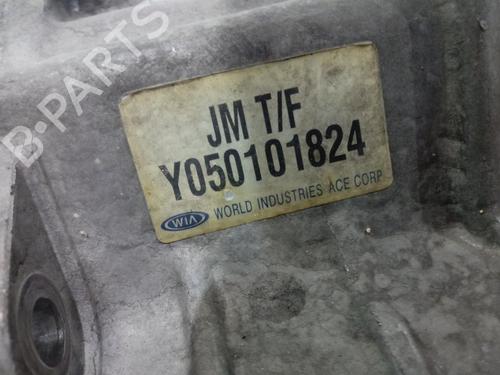 B-PARTS
JM T/F
Y050101824
WIA WORLD INDUSTRIES ACE CORP